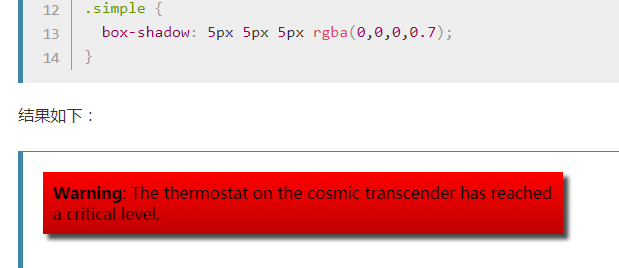 12 .simple {
13 box-shadow: 5px 5px 5px rgba(0,0,0,0.7);
14 }
结果如下：
Warning: The thermostat on the cosmic transcender has reached
a critical level.